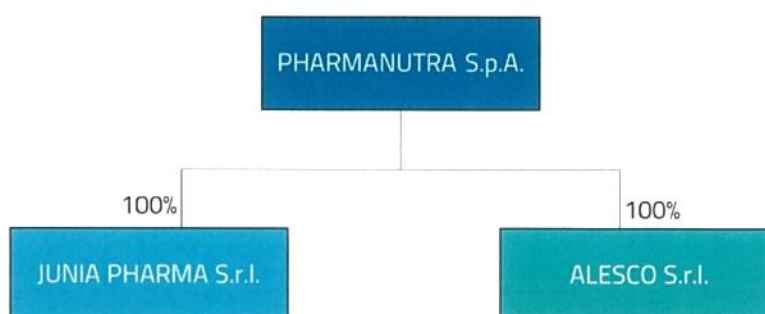 PHARMANUTRA S.p.A.
100%
100%
JUNIA PHARMA S.r.l.
ALESCO S.r.l.